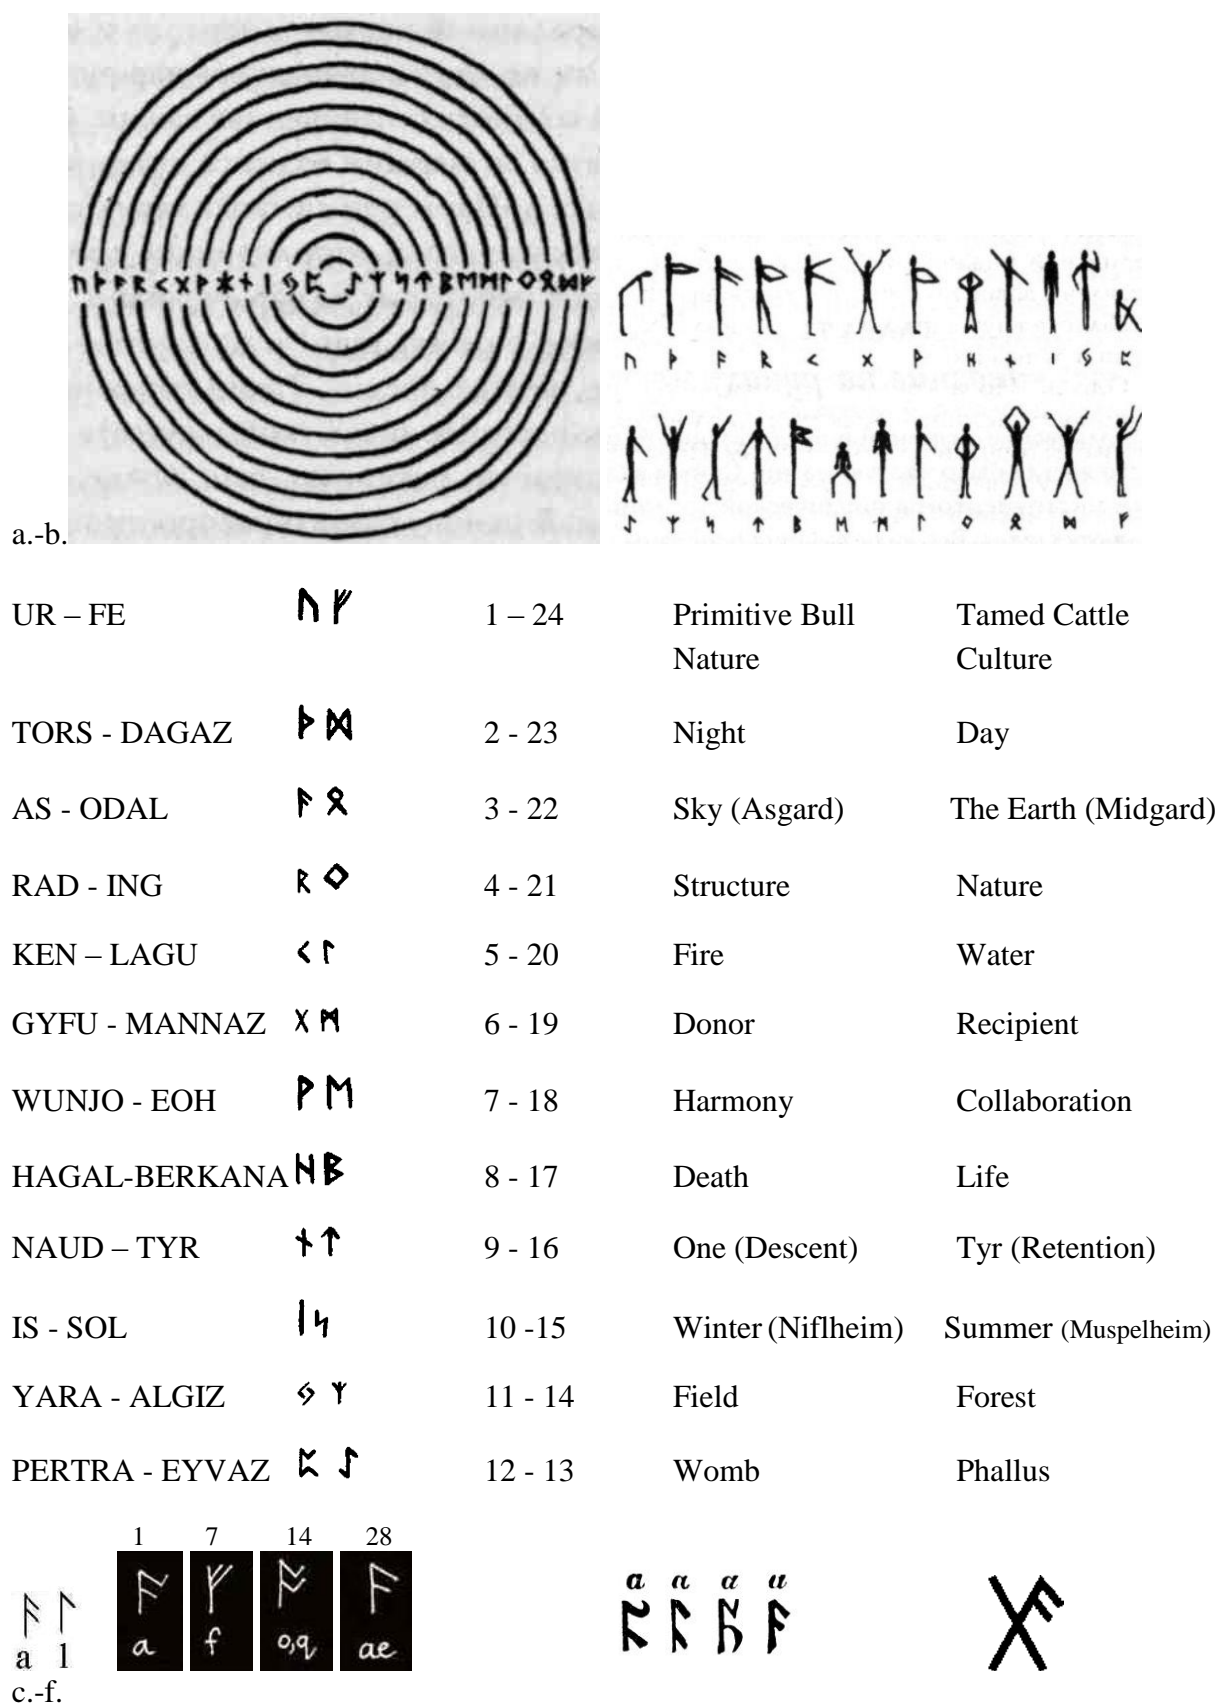 ᚢ ᚦ ᚨ ᚱ ᚲ ᚷ ᚹ ᚼ ᚾ ᛁ ᛃ ᛈ ᛇ ᛉ ᛋ ᛏ ᛒ ᛖ ᛗ ᛚ ᛜ ᛟ ᛞ ᚠ
ᚢ ᚦ ᚨ ᚱ ᚲ ᚷ ᚹ ᚺ ᚾ ᛁ ᛃ ᛈ
ᛇ ᛉ ᛋ ᛏ ᛒ ᛖ ᛗ ᛚ ᛜ ᛟ ᛞ ᚠ
a.-b.
UR – FE ᚢ ᚠ 1 – 24 Primitive Bull Tamed Cattle
Nature Culture
TORS - DAGAZ ᚦ ᛞ 2 - 23 Night Day
AS - ODAL ᚨ ᛟ 3 - 22 Sky (Asgard) The Earth (Midgard)
RAD - ING ᚱ ᛜ 4 - 21 Structure Nature
KEN – LAGU ᚲ ᛚ 5 - 20 Fire Water
GYFU - MANNAZ ᚷ ᛗ 6 - 19 Donor Recipient
WUNJO - EOH ᚹ ᛖ 7 - 18 Harmony Collaboration
HAGAL-BERKANA ᚺ ᛒ 8 - 17 Death Life
NAUD – TYR ᚾ ᛏ 9 - 16 One (Descent) Tyr (Retention)
IS - SOL ᛁ ᛋ 10 -15 Winter (Niflheim) Summer (Muspelheim)
YARA - ALGIZ ᛃ ᛉ 11 - 14 Field Forest
PERTRA - EYVAZ ᛈ ᛇ 12 - 13 Womb Phallus
1 7 14 28
a a a u
ᚨ ᛚ
a l a f o,q ae
c.-f.